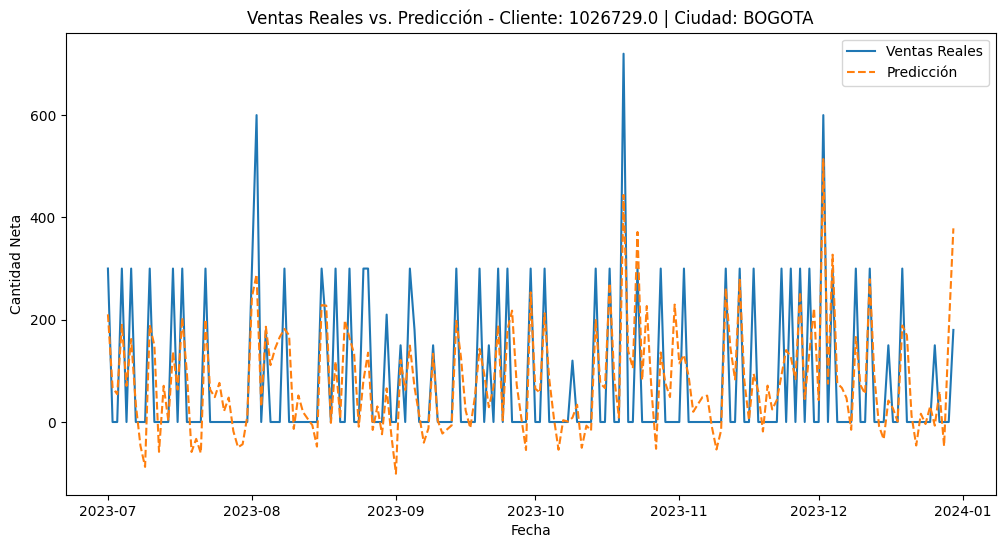 Ventas Reales vs. Predicción - Cliente: 1026729.0 | Ciudad: BOGOTA
Ventas Reales
Predicción
Cantidad Neta
600
400
200
0
2023-07
2023-08
2023-09
2023-10
2023-11
2023-12
2024-01
Fecha